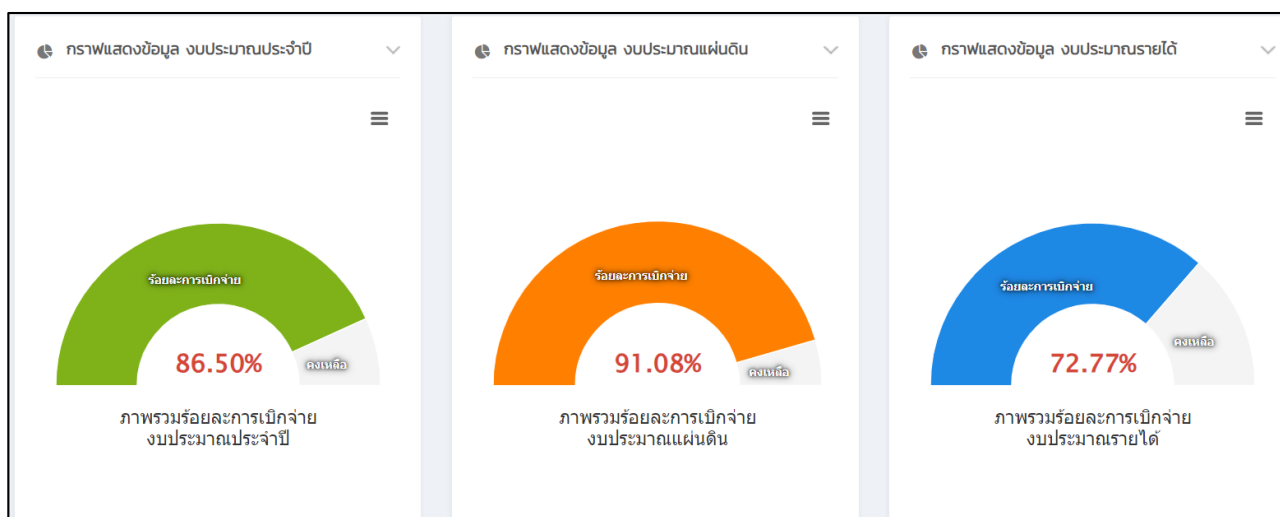 กราฟแสดงข้อมูล งบประมาณประจำปี
ร้อยละการเบิกจ่าย
86.50%
คงเหลือ
ภาพรวมร้อยละการเบิกจ่าย
งบประมาณประจำปี
กราฟแสดงข้อมูล งบประมาณแผ่นดิน
ร้อยละการเบิกจ่าย
91.08%
คงเหลือ
ภาพรวมร้อยละการเบิกจ่าย
งบประมาณแผ่นดิน
กราฟแสดงข้อมูล งบประมาณรายได้
ร้อยละการเบิกจ่าย
คงเหลือ
72.77%
ภาพรวมร้อยละการเบิกจ่าย
งบประมาณรายได้